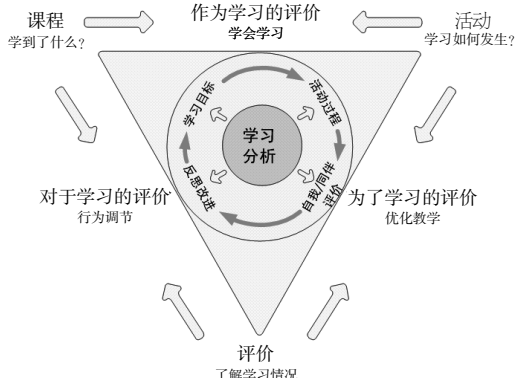 课程
学到了什么？
作为学习的评价
学会学习
活动
学习如何发生？
学习目标
活动过程
学习
分析
反思改进
自我/同伴
评价
对于学习的评价
行为调节
为了学习的评价
优化教学
评价
了解学习情况